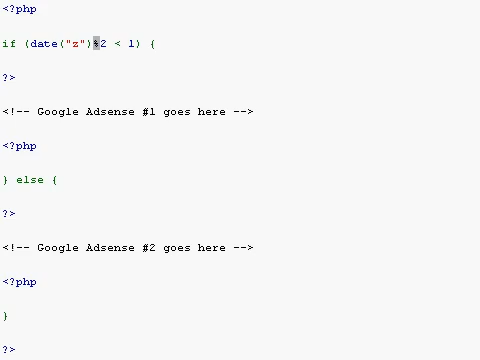 <?php
if (date("z")%2 < 1) {
?>
<!-- Google Adsense #1 goes here -->
<?php
} else {
?>
<!-- Google Adsense #2 goes here -->
<?php
}
?>